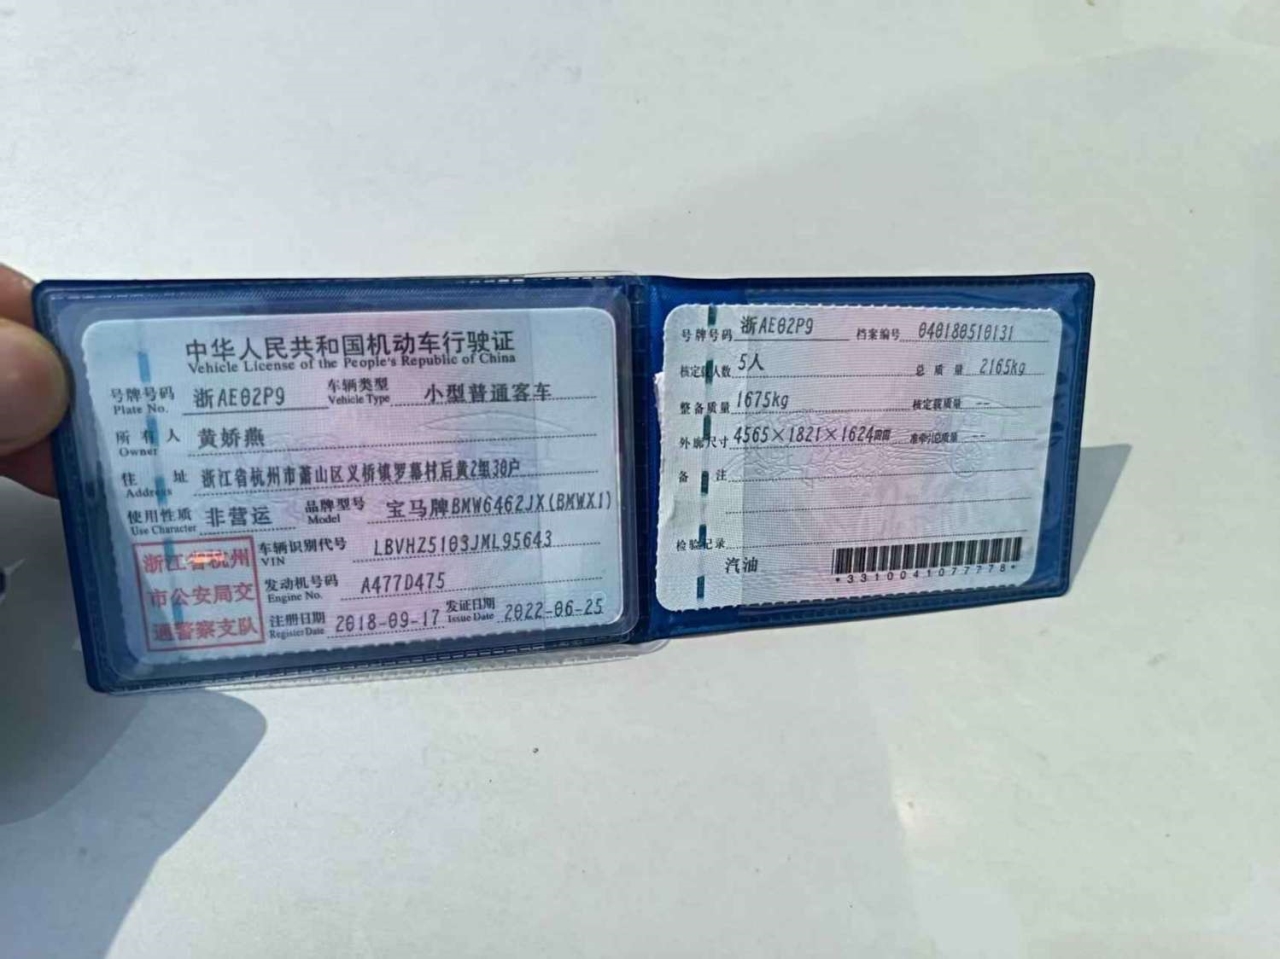 中华人民共和国机动车行驶证
Vehicle License of the People's Republic of China
号牌号码 浙AE02P9 车辆类型 小型普通客车
Plate No. Vehicle Type
所有人 黄娇燕
Owner
住址 浙江省杭州市萧山区义桥镇罗幕村后黄2组30户
Address
使用性质 非营运 品牌型号 宝马牌BMW6462JX(BMWX1)
Use Character Model
浙江省杭州
市公安局交
通警察支队
车辆识别代号 LBVHZ5103JML95643
VIN
发动机号码 A477D475
Engine No.
注册日期 2018-09-17 发证日期 2022-06-25
Register Date Issue Date
号牌号码 浙AE02P9 档案编号 040180510131
核定载人数 5人 总质量 2165kg
整备质量 1675kg 核定载质量 --
外廓尺寸 4565×1821×1624mm 准牵引总质量 --
备注
检验记录
汽油
*3310041077778*